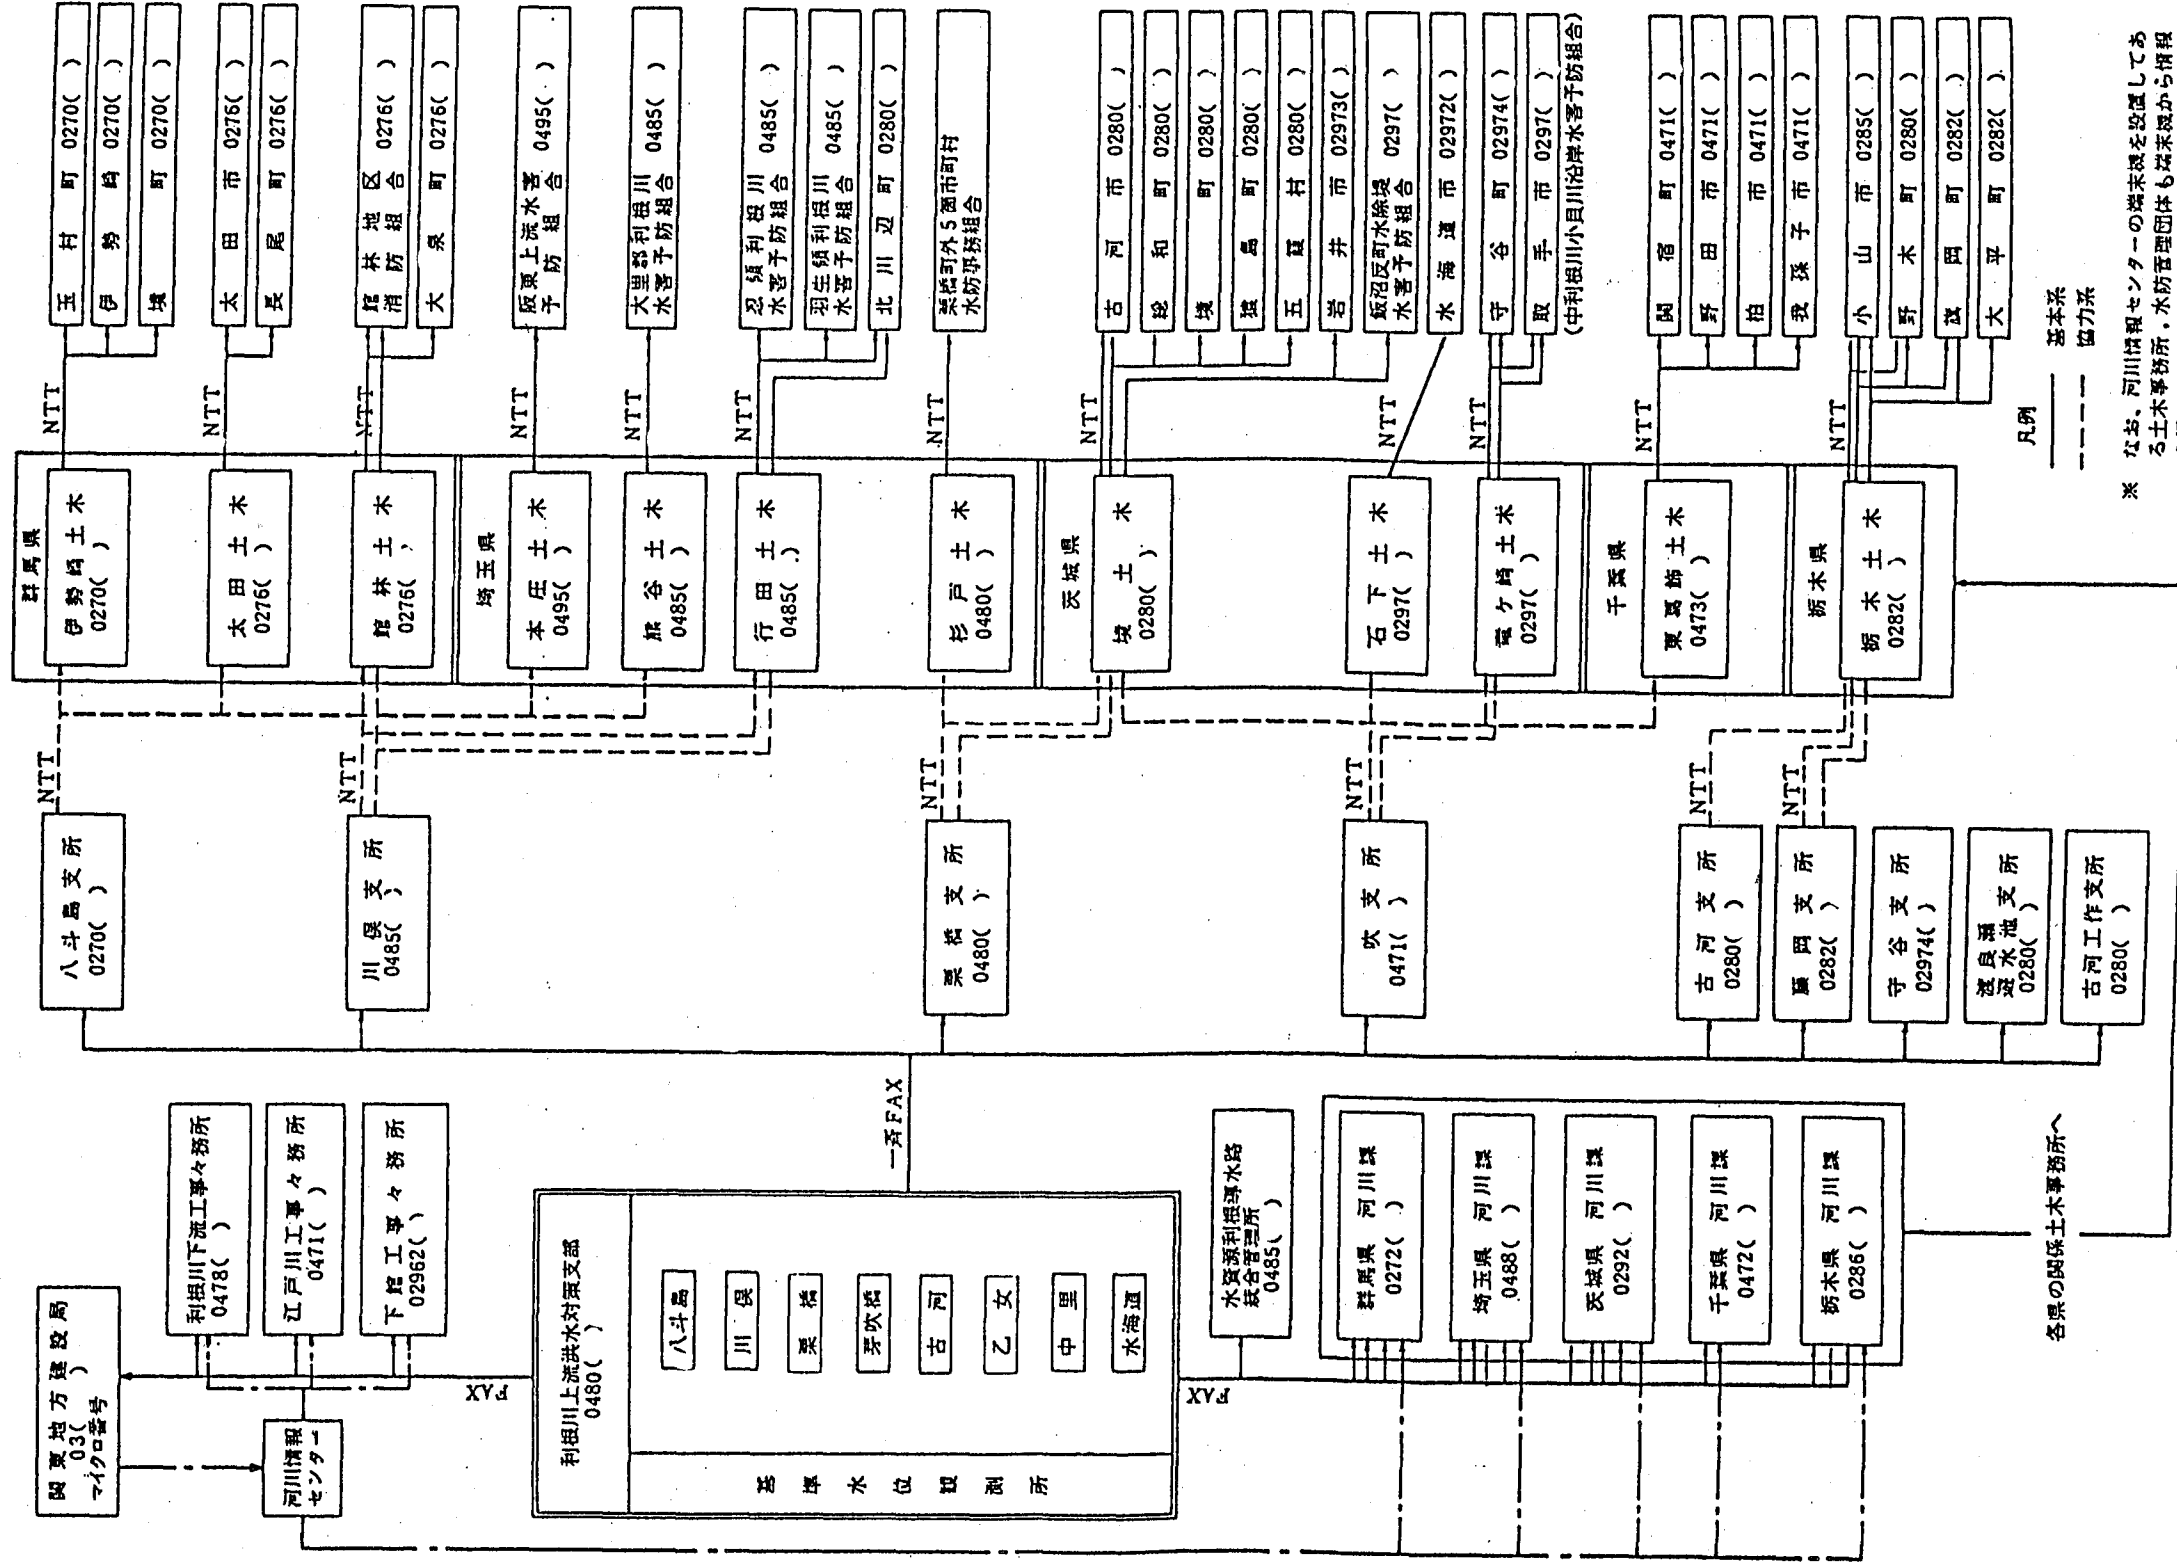 関東地方建設局
03(　　)
マイクロ番号
河川情報
センター
利根川下流工事々務所
0478(　　)
江戸川工事々務所
0471(　　)
下館工事々務所
02962(　　)
FAX
利根川上流洪水対策支部
0480(　　)
基準水位観測所
八斗島
川俣
栗橋
芽吹橋
古河
乙女
中里
水海道
FAX
一斉FAX
水資源利根導水路
統合管理所
0485(　　)
群馬県 河川課
0272(　　)
埼玉県 河川課
0488(　　)
茨城県 河川課
0292(　　)
千葉県 河川課
0472(　　)
栃木県 河川課
0286(　　)
各県の関係土木事務所へ
八斗島支所
0270(　　)
川俣支所
0485(　　)
栗橋支所
0480(　　)
吹支所
0471(　　)
古河支所
0280(　　)
藤岡支所
0282(　　)
守谷支所
02974(　　)
渡良瀬
遊水池支所
0280(　　)
古河工作支所
0280(　　)
NTT
NTT
NTT
NTT
NTT
NTT
群馬県
伊勢崎土木
0270(　　)
太田土木
0276(　　)
館林土木
0276(　　)
埼玉県
本庄土木
0495(　　)
熊谷土木
0485(　　)
行田土木
0485(　　)
杉戸土木
0480(　　)
茨城県
境土木
0280(　　)
石下土木
0297(　　)
竜ケ崎土木
0297(　　)
千葉県
東葛飾土木
0473(　　)
栃木県
栃木土木
0282(　　)
NTT
NTT
NTT
NTT
NTT
NTT
NTT
NTT
NTT
NTT
NTT
NTT
玉村町 0270(　　)
伊勢崎 0270(　　)
境町 0270(　　)
太田市 0276(　　)
長尾町 0276(　　)
館林地区
消防組合 0276(　　)
大泉町 0276(　　)
阪東上流水害
予防組合 0495(　　)
大里郡利根川
水害予防組合 0485(　　)
忍領利根川
水害予防組合 0485(　　)
羽生領利根川
水害予防組合 0485(　　)
北川辺町 0280(　　)
栗橋町外5箇市町村
水防事務組合
古河市 0280(　　)
総和町 0280(　　)
境町 0280(　　)
猿島町 0280(　　)
五霞村 0280(　　)
岩井市 02973(　　)
飯沼反町水除堤
水害予防組合 0297(　　)
水海道市 02972(　　)
守谷町 02974(　　)
取手市 0297(　　)
(中利根川小貝川沿岸水害予防組合)
関宿町 0471(　　)
野田市 0471(　　)
柏市 0471(　　)
我孫子市 0471(　　)
小山市 0285(　　)
野木町 0280(　　)
藤岡町 0282(　　)
大平町 0282(　　)
凡例
基本系
協力系
※ なお、河川情報センターの端末機を設置してあ
る土木事務所，水防管理団体も端末機から情報